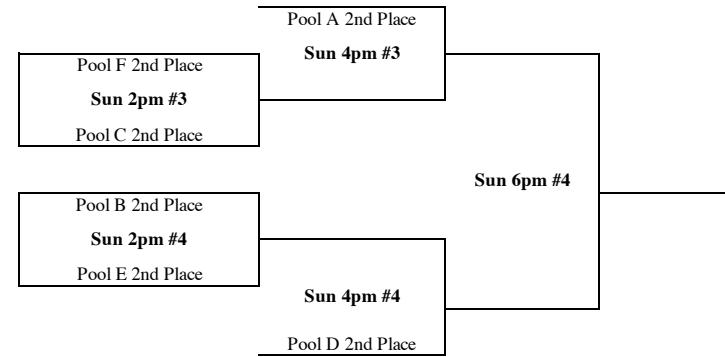 Pool A 2nd Place
Sun 4pm #3
Pool F 2nd Place
Sun 2pm #3
Pool C 2nd Place
Sun 6pm #4
Pool B 2nd Place
Sun 2pm #4
Pool E 2nd Place
Sun 4pm #4
Pool D 2nd Place